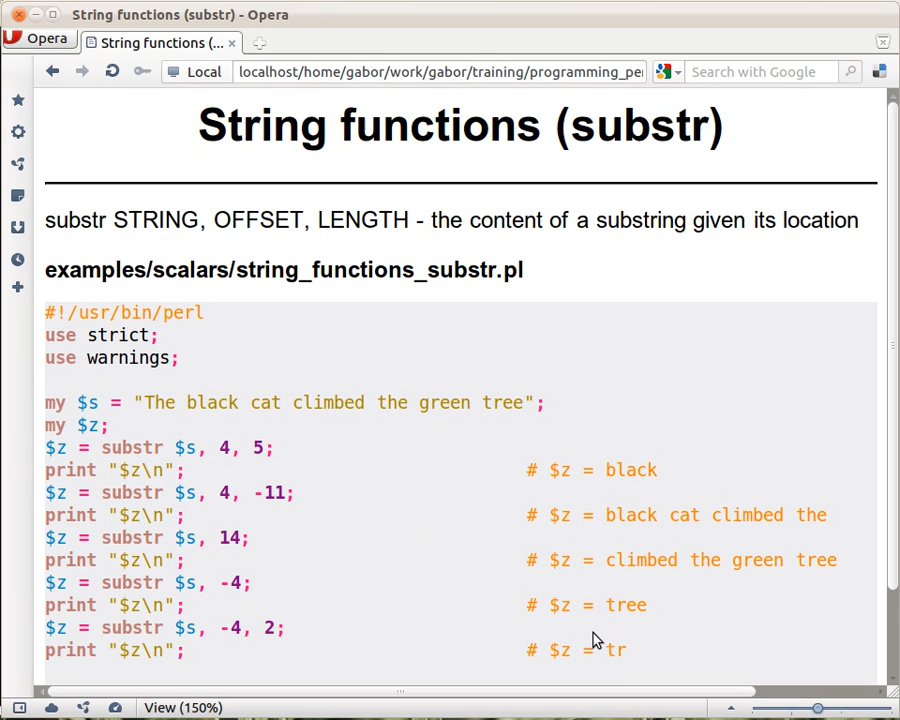 String functions (substr) - Opera
Opera
String functions (...
Local
localhost/home/gabor/work/gabor/training/programming_pe
Search with Google
String functions (substr)
substr STRING, OFFSET, LENGTH - the content of a substring given its location
examples/scalars/string_functions_substr.pl
#!/usr/bin/perl
use strict;
use warnings;
my $s = "The black cat climbed the green tree";
my $z;
$z = substr $s, 4, 5;
print "$z\n"; # $z = black
$z = substr $s, 4, -11;
print "$z\n"; # $z = black cat climbed the
$z = substr $s, 14;
print "$z\n"; # $z = climbed the green tree
$z = substr $s, -4;
print "$z\n"; # $z = tree
$z = substr $s, -4, 2;
print "$z\n"; # $z = tr
View (150%)